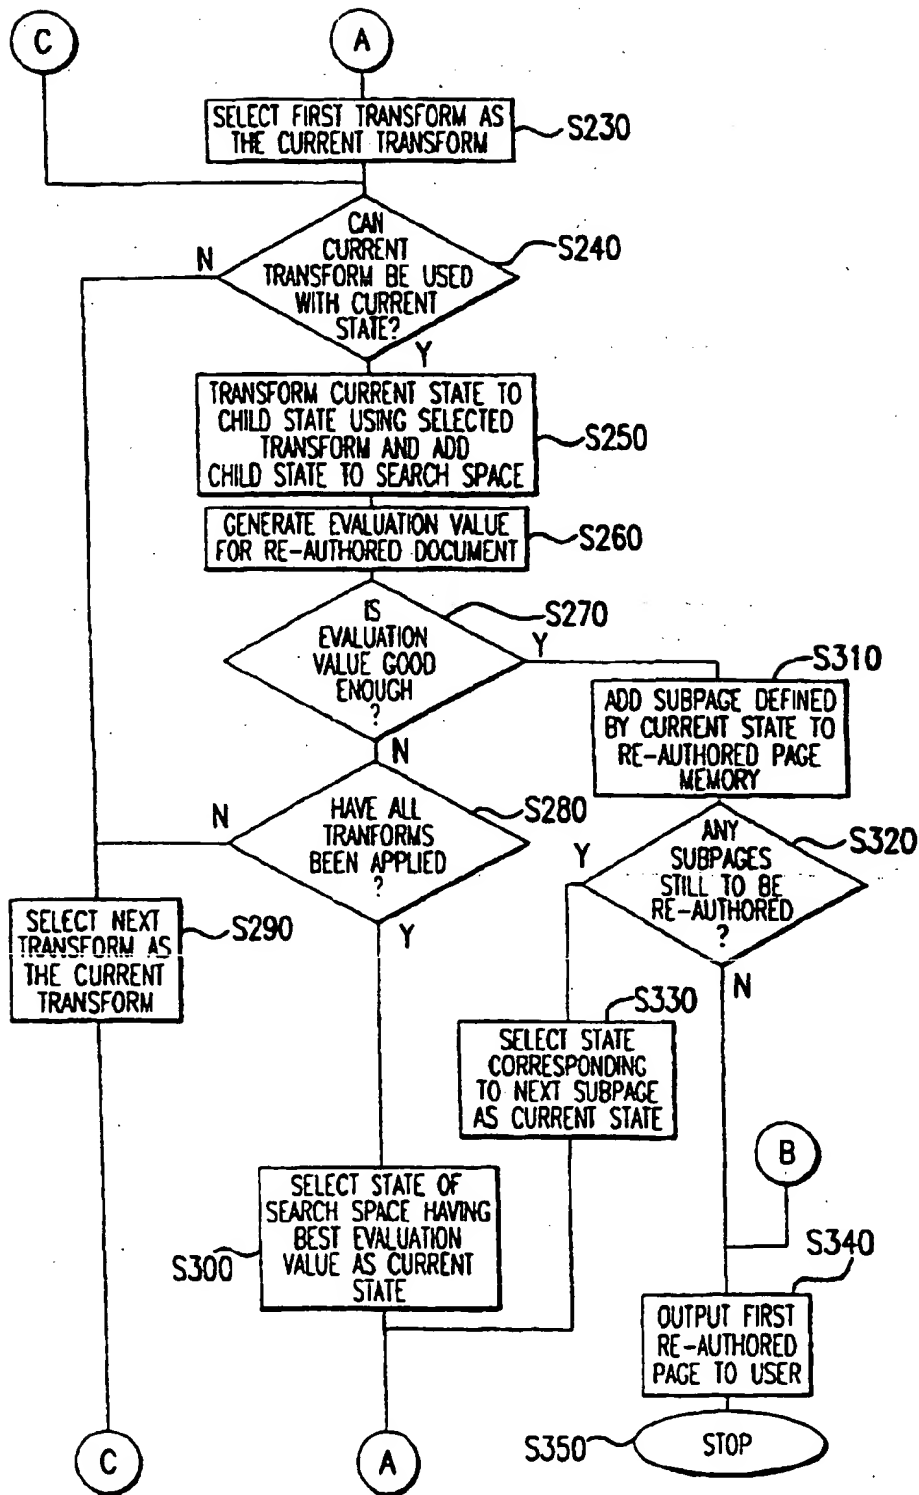 C
A
SELECT FIRST TRANSFORM AS
THE CURRENT TRANSFORM
S230
CAN
CURRENT
TRANSFORM BE USED
WITH CURRENT
STATE?
S240
N
Y
TRANSFORM CURRENT STATE TO
CHILD STATE USING SELECTED
TRANSFORM AND ADD
CHILD STATE TO SEARCH SPACE
S250
GENERATE EVALUATION VALUE
FOR RE-AUTHORED DOCUMENT
S260
IS
EVALUATION
VALUE GOOD
ENOUGH
?
S270
Y
N
ADD SUBPAGE DEFINED
BY CURRENT STATE TO
RE-AUTHORED PAGE
MEMORY
S310
HAVE ALL
TRANFORMS
BEEN APPLIED
?
S280
N
Y
ANY
SUBPAGES
STILL TO BE
RE-AUTHORED
?
S320
Y
N
SELECT NEXT
TRANSFORM AS
THE CURRENT
TRANSFORM
S290
SELECT STATE
CORRESPONDING
TO NEXT SUBPAGE
AS CURRENT STATE
S330
B
SELECT STATE OF
SEARCH SPACE HAVING
BEST EVALUATION
VALUE AS CURRENT
STATE
S300
OUTPUT FIRST
RE-AUTHORED
PAGE TO USER
S340
STOP
S350
C
A